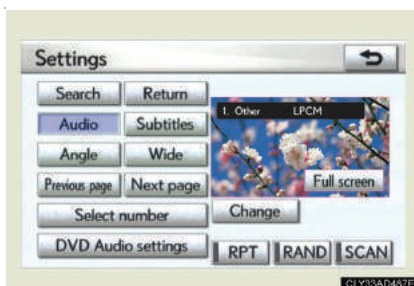 Settings
Search
Return
Audio
Subtitles
Angle
Wide
Previous page
Next page
Select number
DVD Audio settings
1. Other LPCM
Full screen
Change
RPT
RAND
SCAN
CLY33AD487E